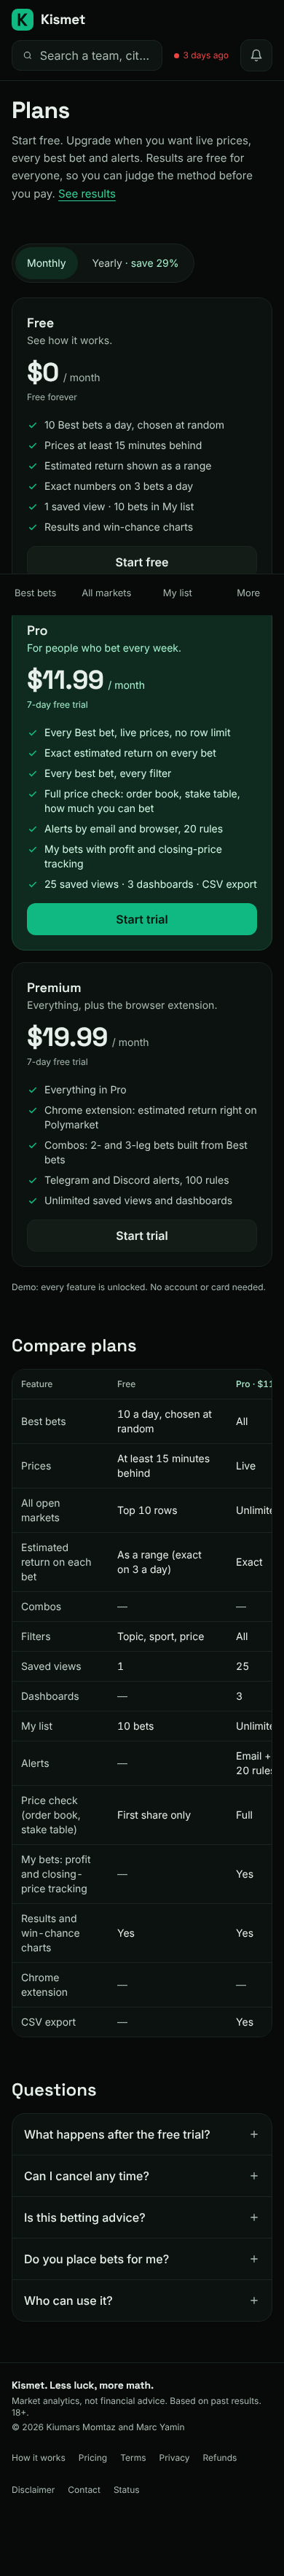 Kismet
Search a team, cit...
3 days ago
Plans
Start free. Upgrade when you want live prices,
every best bet and alerts. Results are free for
everyone, so you can judge the method before
you pay. See results
Monthly
Yearly · save 29%
Free
See how it works.
$0 / month
Free forever
10 Best bets a day, chosen at random
Prices at least 15 minutes behind
Estimated return shown as a range
Exact numbers on 3 bets a day
1 saved view · 10 bets in My list
Results and win-chance charts
Start free
Best bets All markets My list More
Pro
For people who bet every week.
$11.99 / month
7-day free trial
Every Best bet, live prices, no row limit
Exact estimated return on every bet
Every best bet, every filter
Full price check: order book, stake table,
how much you can bet
Alerts by email and browser, 20 rules
My bets with profit and closing-price
tracking
25 saved views · 3 dashboards · CSV export
Start trial
Premium
Everything, plus the browser extension.
$19.99 / month
7-day free trial
Everything in Pro
Chrome extension: estimated return right on
Polymarket
Combos: 2- and 3-leg bets built from Best
bets
Telegram and Discord alerts, 100 rules
Unlimited saved views and dashboards
Start trial
Demo: every feature is unlocked. No account or card needed.
Compare plans
Feature Free Pro · $11
Best bets 10 a day, chosen at random All
Prices At least 15 minutes behind Live
All open markets Top 10 rows Unlimite
Estimated return on each bet As a range (exact on 3 a day) Exact
Combos — —
Filters Topic, sport, price All
Saved views 1 25
Dashboards — 3
My list 10 bets Unlimite
Alerts — Email + 20 rules
Price check (order book, stake table) First share only Full
My bets: profit and closing-price tracking — Yes
Results and win-chance charts Yes Yes
Chrome extension — —
CSV export — Yes
Questions
What happens after the free trial? +
Can I cancel any time? +
Is this betting advice? +
Do you place bets for me? +
Who can use it? +
Kismet. Less luck, more math.
Market analytics, not financial advice. Based on past results.
18+.
© 2026 Kiumars Momtaz and Marc Yamin
How it works Pricing Terms Privacy Refunds
Disclaimer Contact Status